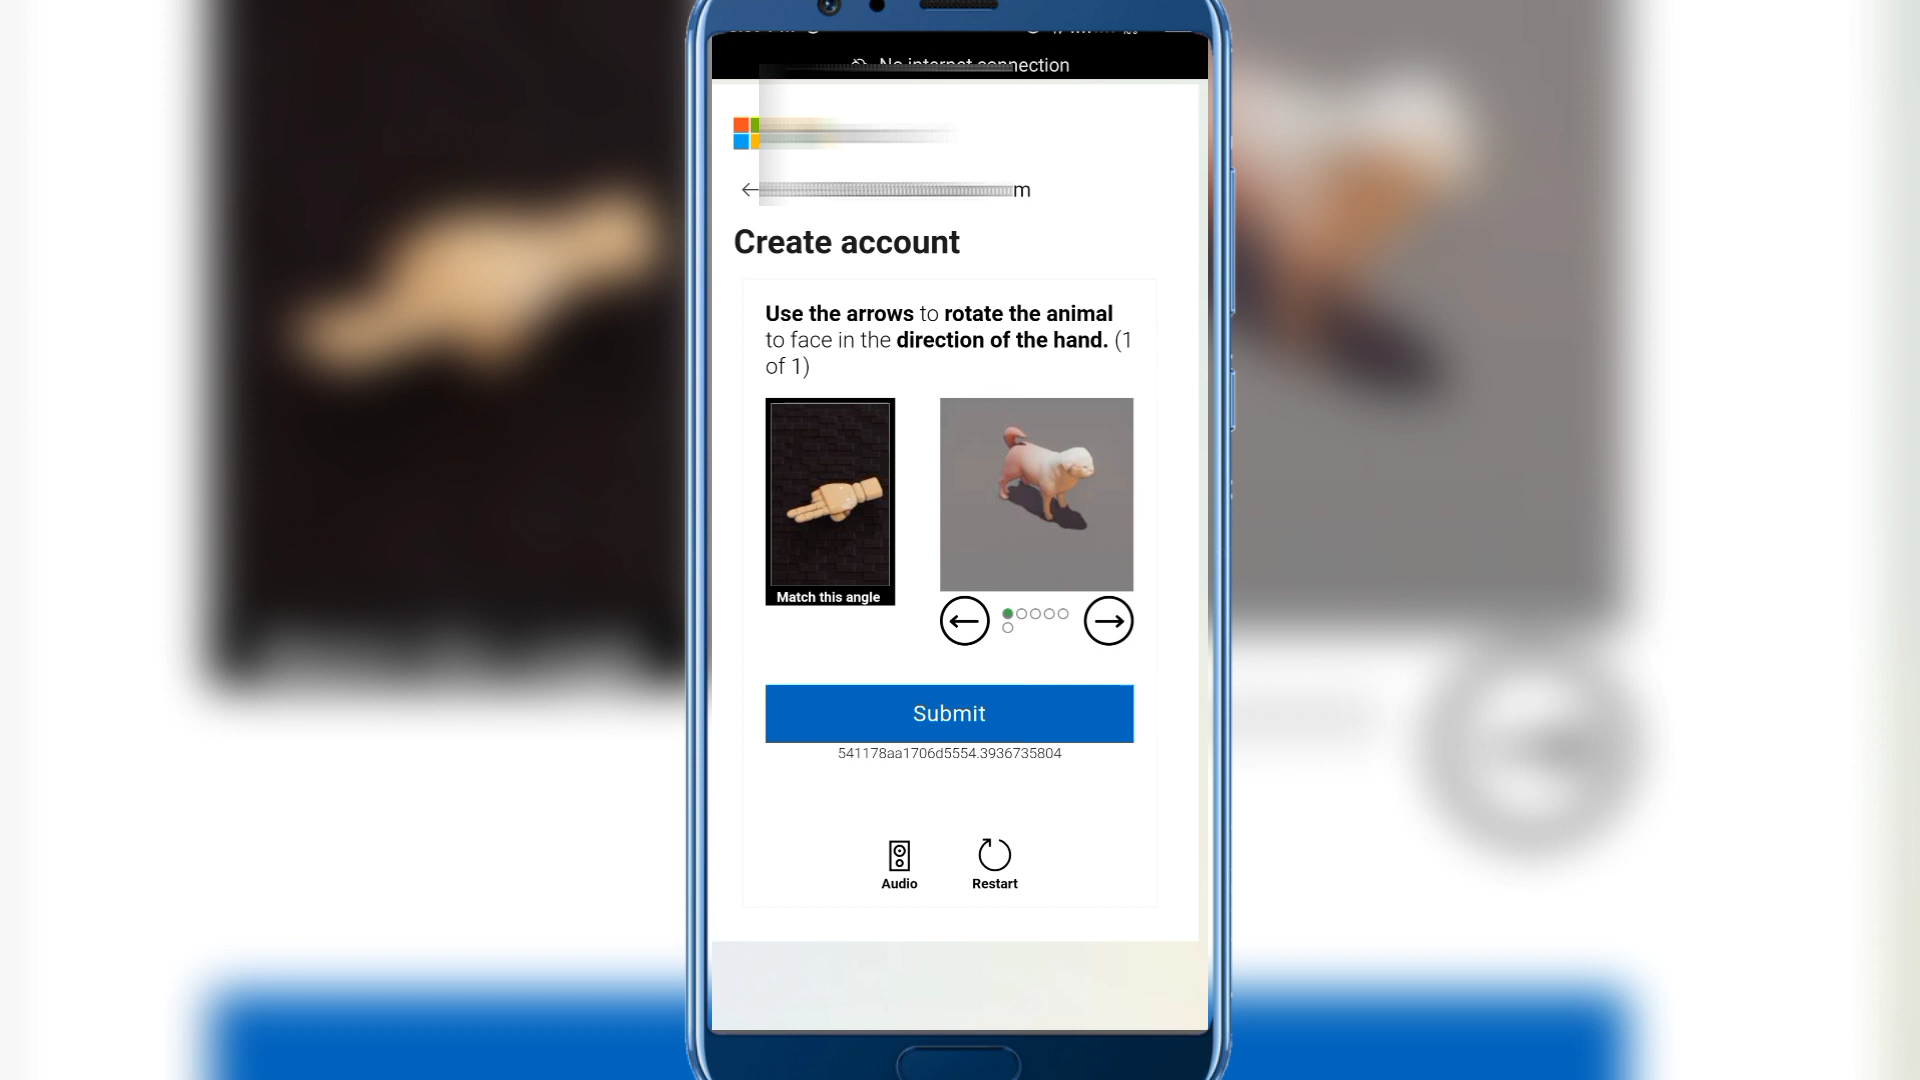 No internet connection
m
Create account
Use the arrows to rotate the animal
to face in the direction of the hand. (1
of 1)
Match this angle
Submit
541178aa1706d5554.3936735804
Audio
Restart